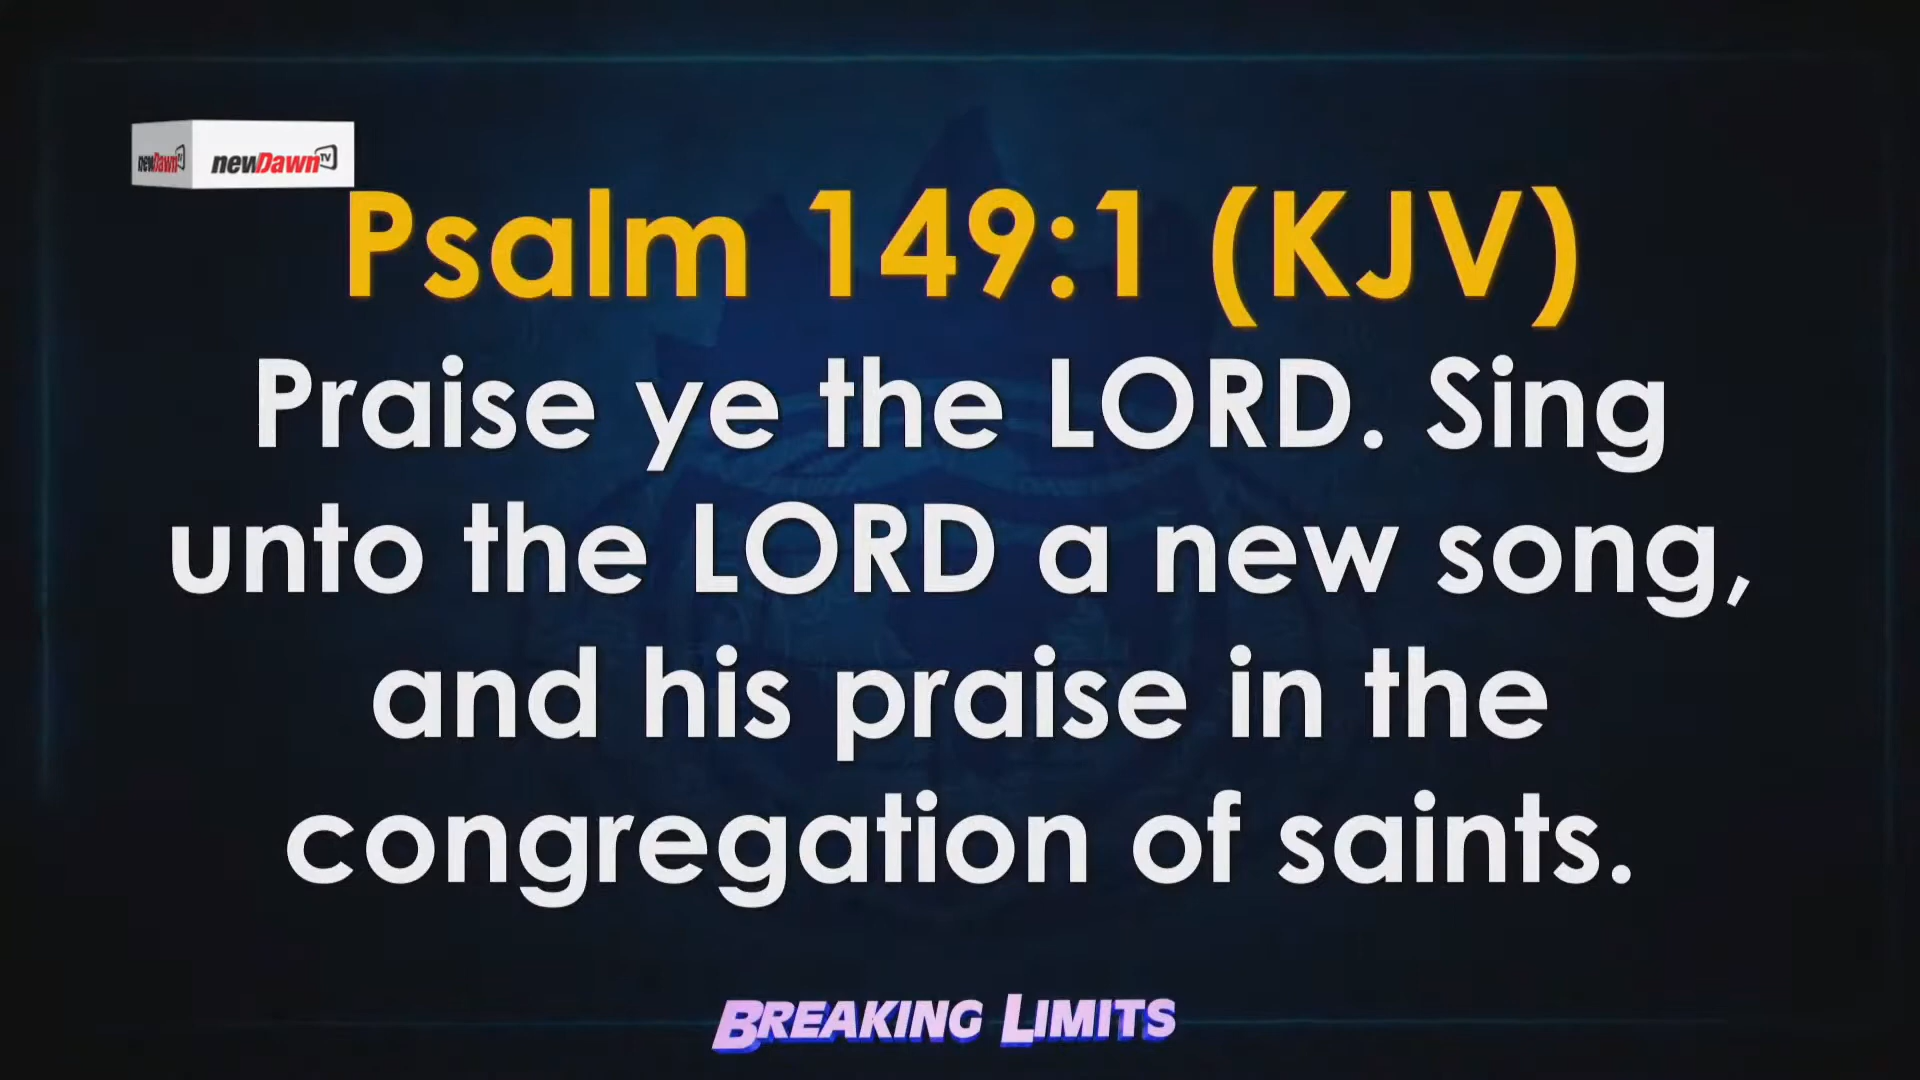 newDawn TV newDawn TV
Psalm 149:1 (KJV)
Praise ye the LORD. Sing
unto the LORD a new song,
and his praise in the
congregation of saints.
BREAKING LIMITS